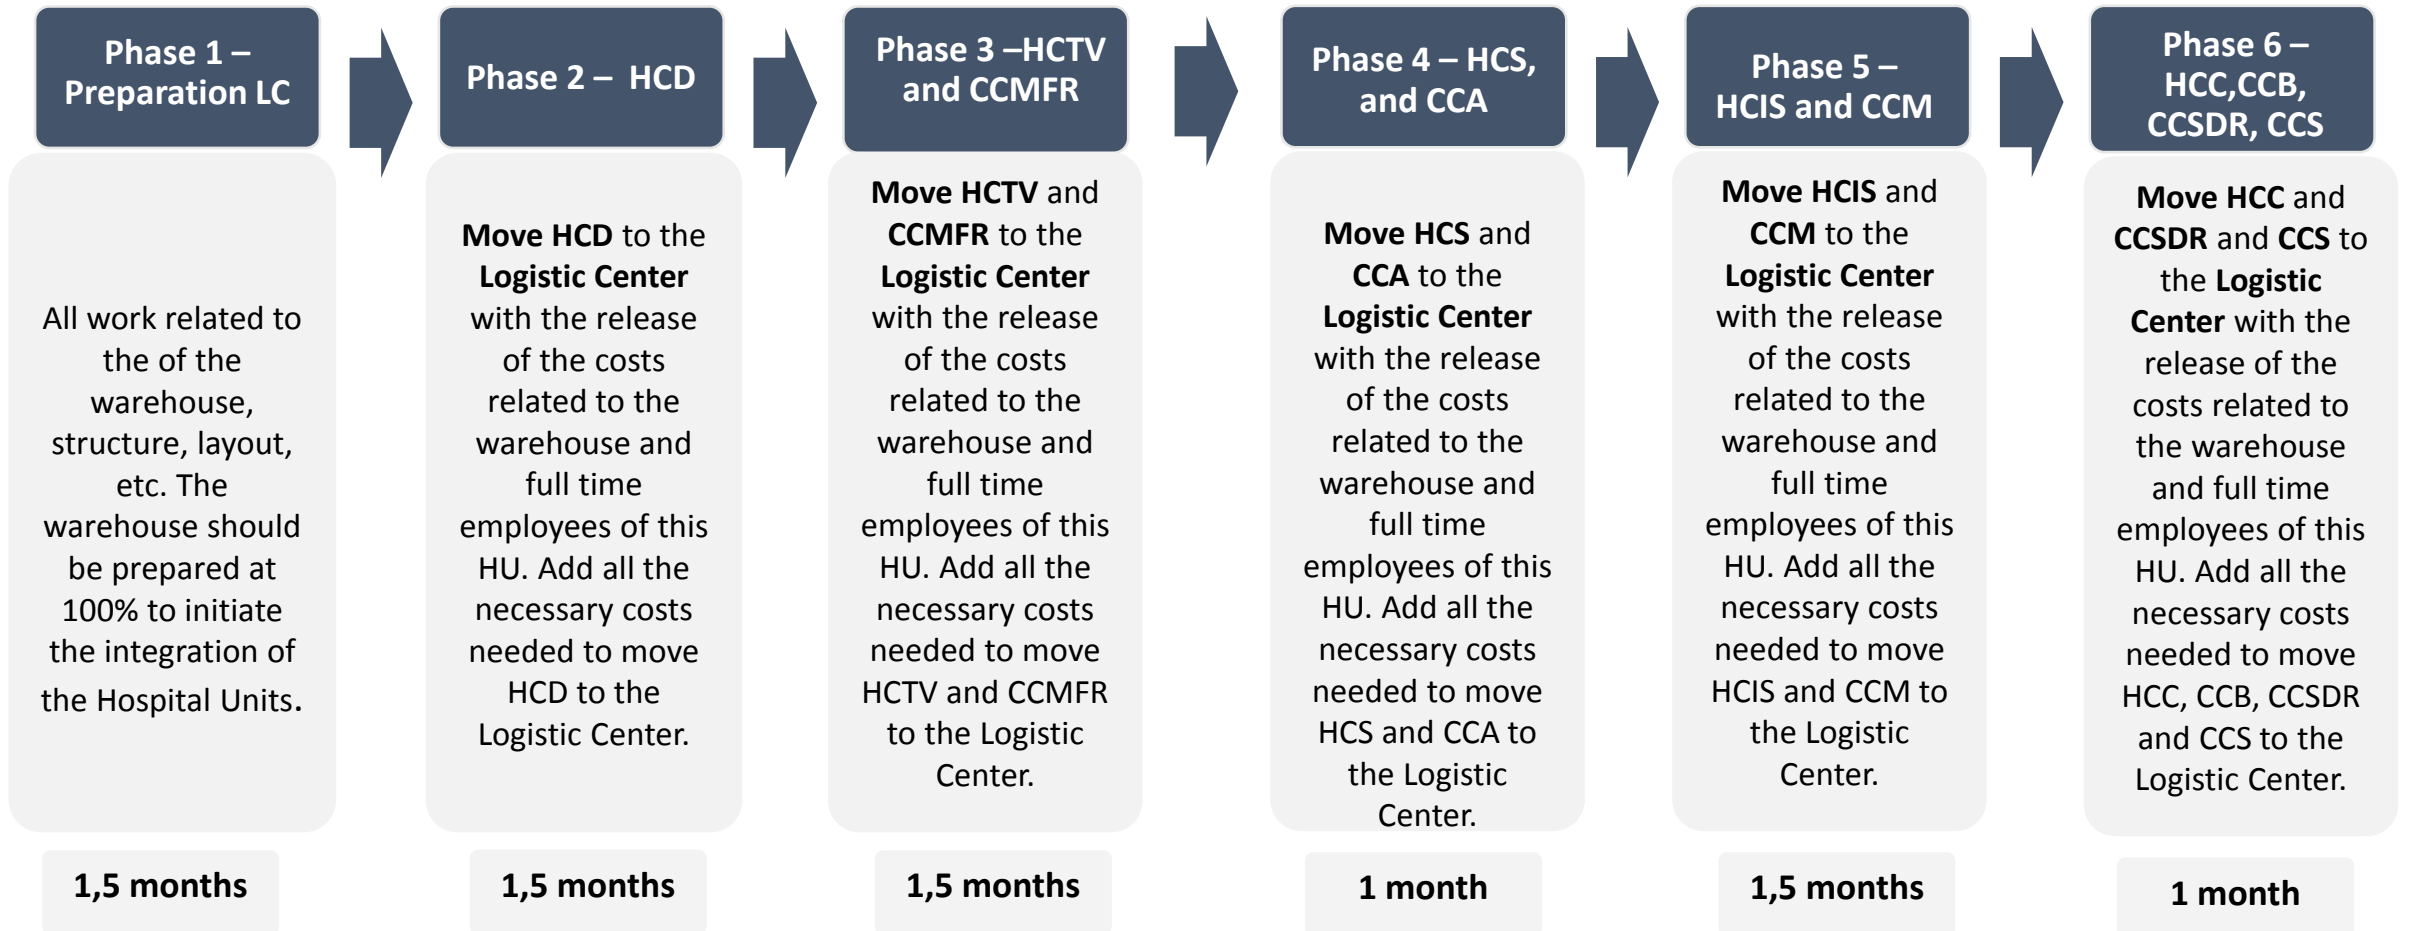 Phase 1 –
Preparation LC
All work related to
the of the
warehouse,
structure, layout,
etc. The
warehouse should
be prepared at
100% to initiate
the integration of
the Hospital Units.
1,5 months
Phase 2 – HCD
Move HCD to the
Logistic Center
with the release
of the costs
related to the
warehouse and
full time
employees of this
HU. Add all the
necessary costs
needed to move
HCD to the
Logistic Center.
1,5 months
Phase 3 –HCTV
and CCMFR
Move HCTV and
CCMFR to the
Logistic Center
with the release
of the costs
related to the
warehouse and
full time
employees of this
HU. Add all the
necessary costs
needed to move
HCTV and CCMFR
to the Logistic
Center.
1,5 months
Phase 4 – HCS,
and CCA
Move HCS and
CCA to the
Logistic Center
with the release
of the costs
related to the
warehouse and
full time
employees of this
HU. Add all the
necessary costs
needed to move
HCS and CCA to
the Logistic
Center.
1 month
Phase 5 –
HCIS and CCM
Move HCIS and
CCM to the
Logistic Center
with the release
of the costs
related to the
warehouse and
full time
employees of this
HU. Add all the
necessary costs
needed to move
HCIS and CCM to
the Logistic
Center.
1,5 months
Phase 6 –
HCC,CCB,
CCSDR, CCS
Move HCC and
CCSDR and CCS to
the Logistic
Center with the
release of the
costs related to
the warehouse
and full time
employees of this
HU. Add all the
necessary costs
needed to move
HCC, CCB, CCSDR
and CCS to the
Logistic Center.
1 month